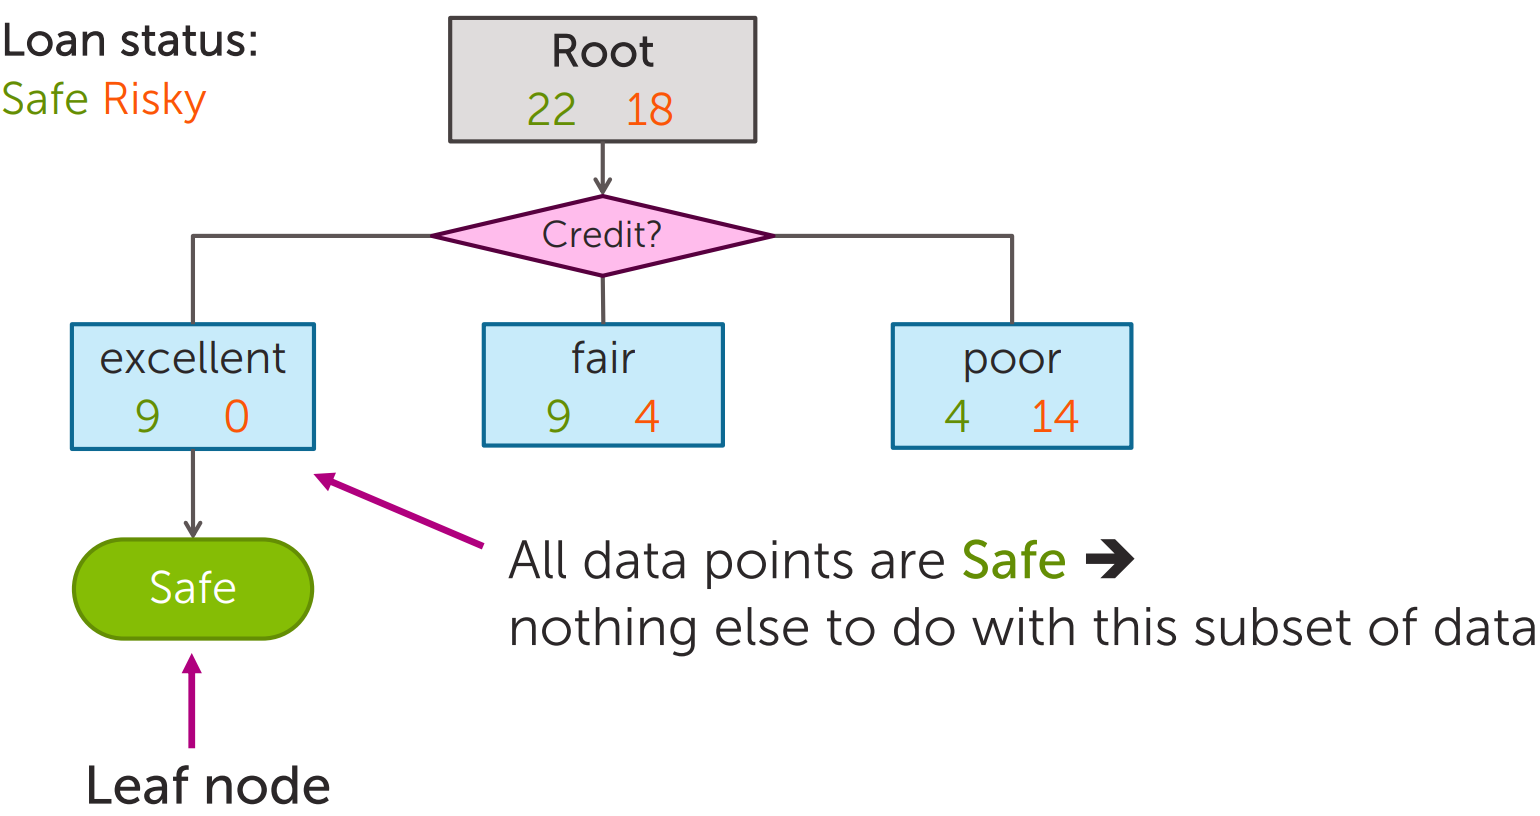 Loan status:
Safe Risky
Root
22 18
Credit?
excellent
9 0
fair
9 4
poor
4 14
Safe
All data points are Safe ➔
nothing else to do with this subset of data
Leaf node